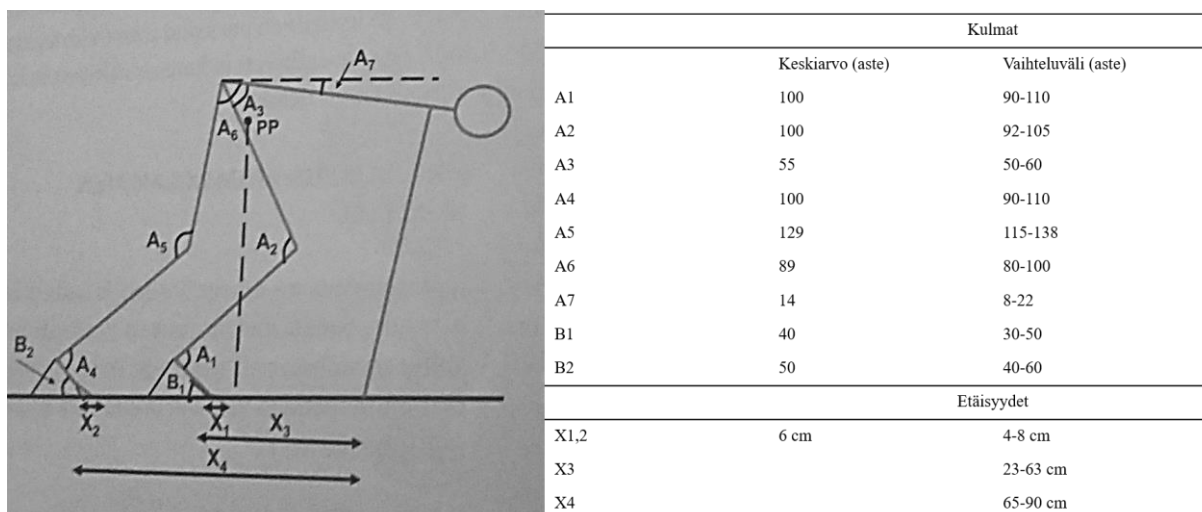 A₇
A₃
A₆
PP
A₅
A₂
B₂
A₄
A₁
B₁
X₂
X₁
X₃
X₄
Kulmat
Keskiarvo (aste) Vaihteluväli (aste)
A1 100 90-110
A2 100 92-105
A3 55 50-60
A4 100 90-110
A5 129 115-138
A6 89 80-100
A7 14 8-22
B1 40 30-50
B2 50 40-60
Etäisyydet
X1,2 6 cm 4-8 cm
X3 23-63 cm
X4 65-90 cm